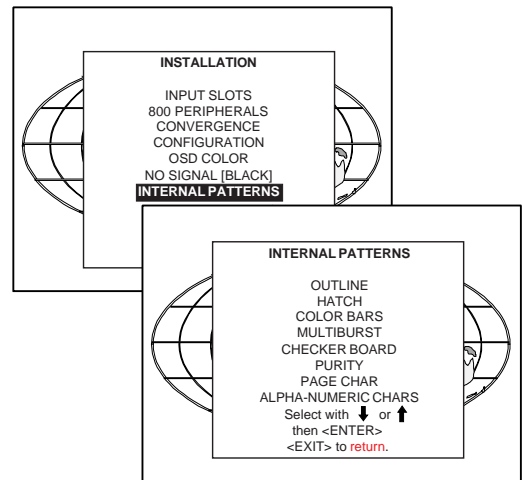 INSTALLATION
INPUT SLOTS
800 PERIPHERALS
CONVERGENCE
CONFIGURATION
OSD COLOR
NO SIGNAL [BLACK]
INTERNAL PATTERNS
INTERNAL PATTERNS
OUTLINE
HATCH
COLOR BARS
MULTIBURST
CHECKER BOARD
PURITY
PAGE CHAR
ALPHA-NUMERIC CHARS
Select with ⬇ or ⬆
then <ENTER>
<EXIT> to return.